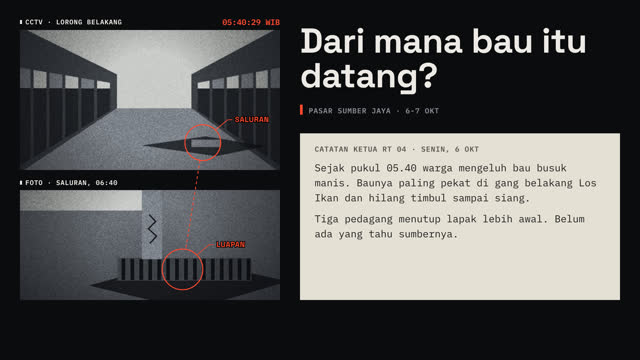 CCTV · LORONG BELAKANG
05:40:29 WIB
SALURAN
FOTO · SALURAN, 06:40
LUAPAN
Dari mana bau itu
datang?
PASAR SUMBER JAYA · 6-7 OKT
CATATAN KETUA RT 04 · SENIN, 6 OKT
Sejak pukul 05.40 warga mengeluh bau busuk
manis. Baunya paling pekat di gang belakang Los
Ikan dan hilang timbul sampai siang.
Tiga pedagang menutup lapak lebih awal. Belum
ada yang tahu sumbernya.